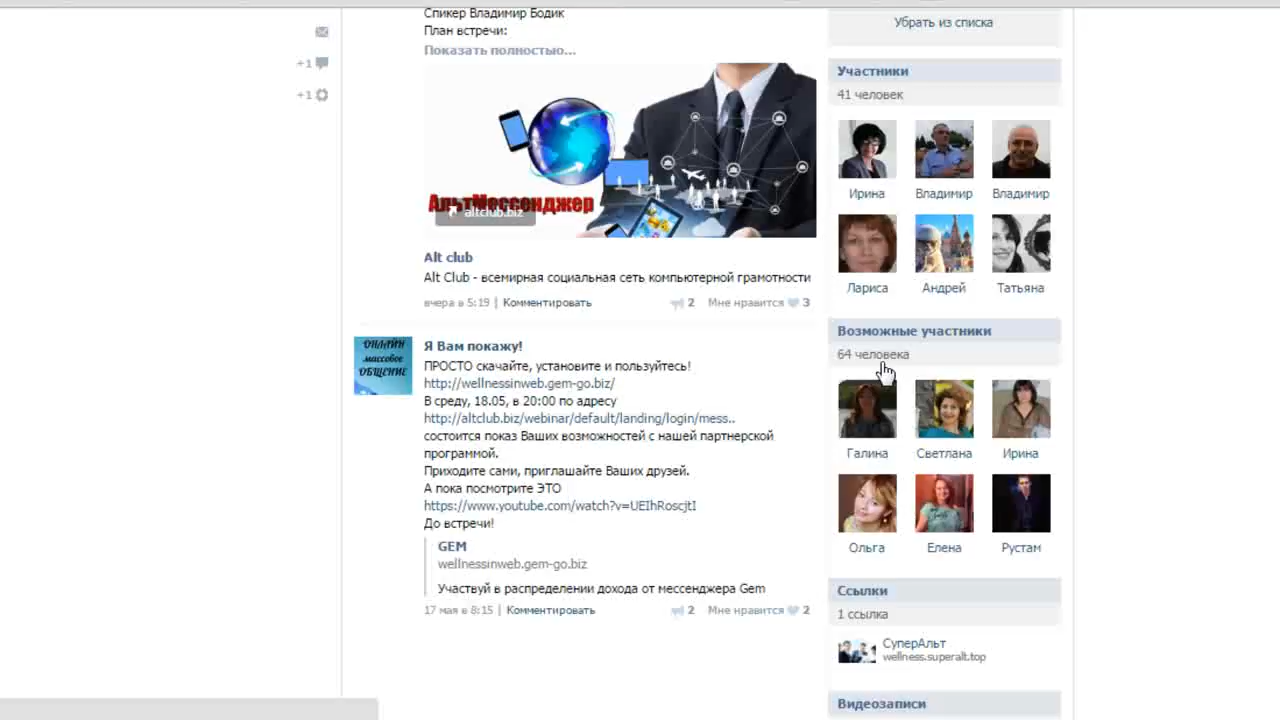 +1
+1
Спикер Владимир Бодик
План встречи:
Показать полностью...
АльтМессенджер
altclub.biz
Alt club
Alt Club - всемирная социальная сеть компьютерной грамотности
вчера в 5:19 | Комментировать 2 Мне нравится 3
ОНЛАЙН
массовое
ОБЩЕНИЕ
Я Вам покажу!
ПРОСТО скачайте, установите и пользуйтесь!
http://wellnessinweb.gem-go.biz/
В среду, 18.05, в 20:00 по адресу
http://altclub.biz/webinar/default/landing/login/mess..
состоится показ Ваших возможностей с нашей партнерской
программой.
Приходите сами, приглашайте Ваших друзей.
А пока посмотрите ЭТО
https://www.youtube.com/watch?v=UEIhRoscjtI
До встречи!
GEM
wellnessinweb.gem-go.biz
Участвуй в распределении дохода от мессенджера Gem
17 мая в 8:15 | Комментировать 2 Мне нравится 2
Убрать из списка
Участники
41 человек
Ирина Владимир Владимир
Лариса Андрей Татьяна
Возможные участники
64 человека
Галина Светлана Ирина
Ольга Елена Рустам
Ссылки
1 ссылка
СуперАльт
wellness.superalt.top
Видеозаписи